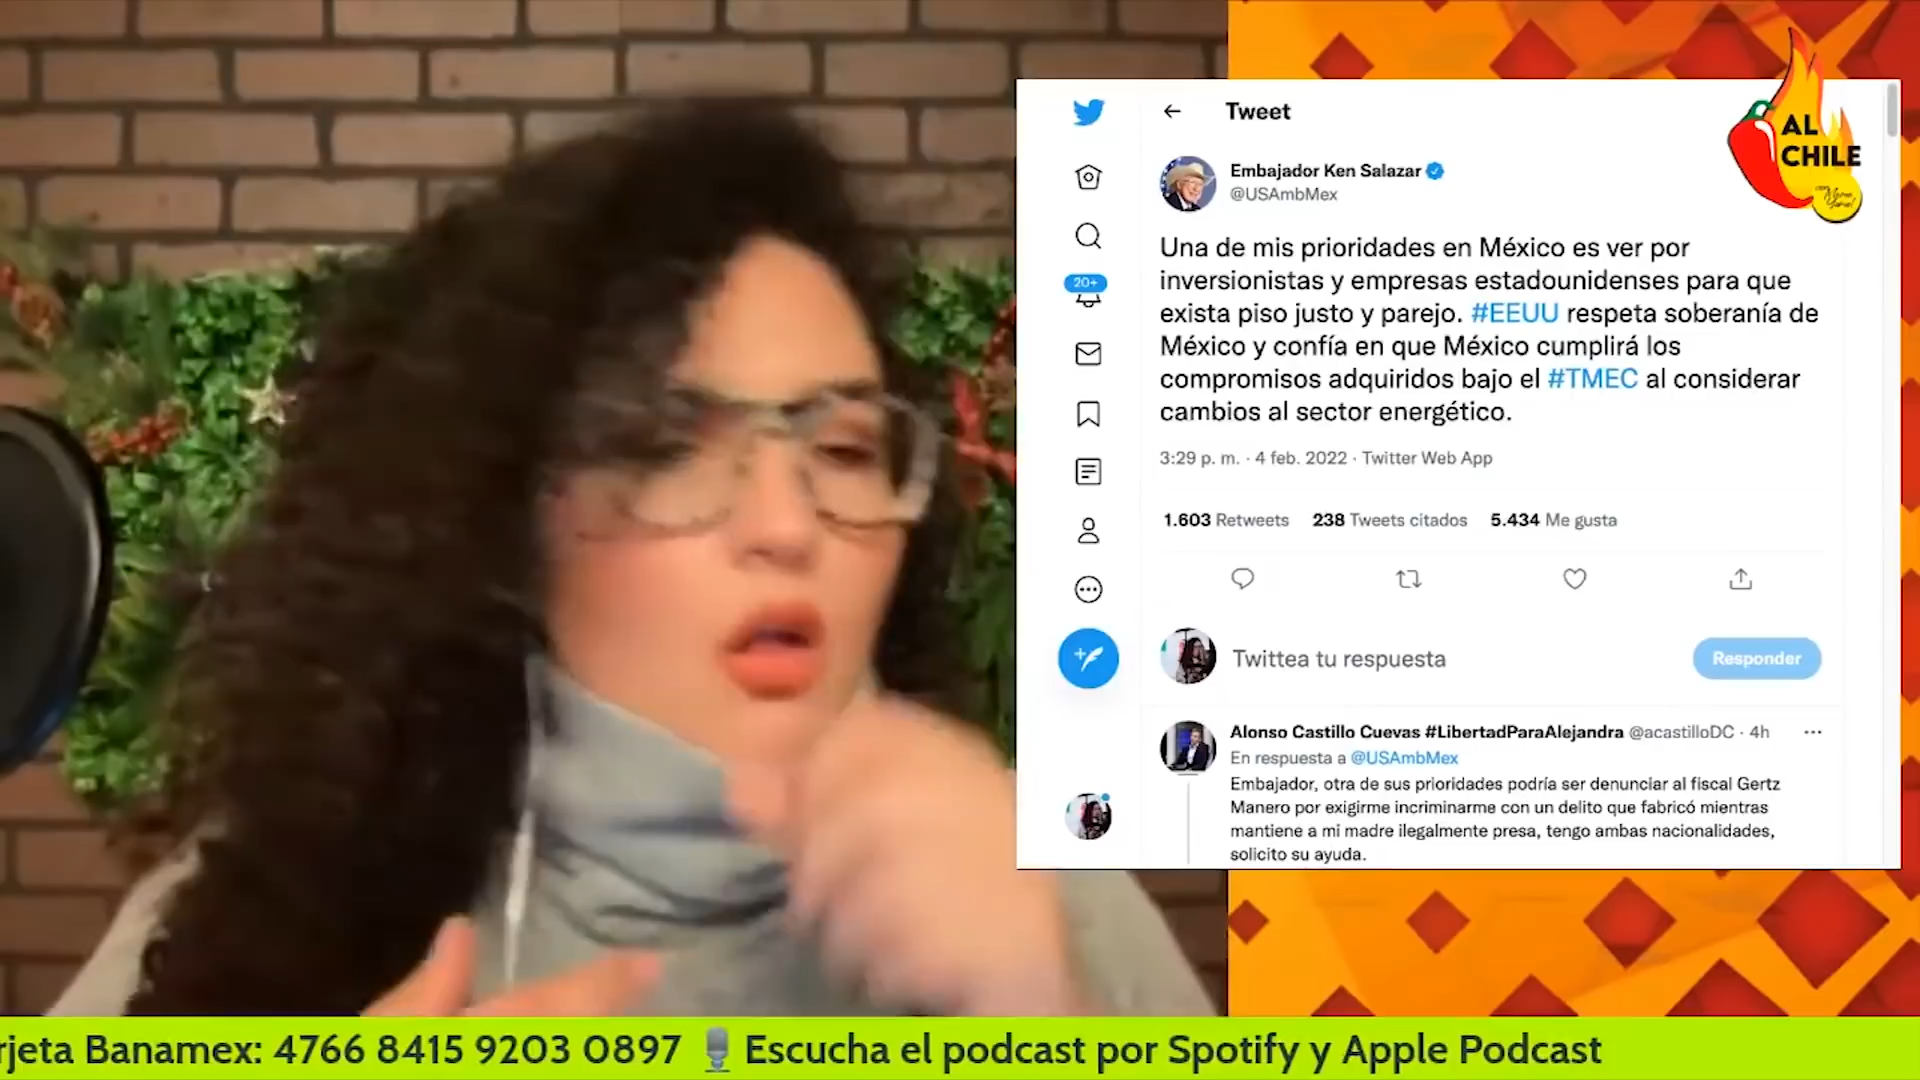 AL
CHILE
Tweet
Embajador Ken Salazar
@USAmbMex
Una de mis prioridades en México es ver por
inversionistas y empresas estadounidenses para que
exista piso justo y parejo. #EEUU respeta soberanía de
México y confía en que México cumplirá los
compromisos adquiridos bajo el #TMEC al considerar
cambios al sector energético.
3:29 p. m. · 4 feb. 2022 · Twitter Web App
1.603 Retweets 238 Tweets citados 5.434 Me gusta
20+
Twittea tu respuesta
Responder
Alonso Castillo Cuevas #LibertadParaAlejandra @acastilloDC · 4h
En respuesta a @USAmbMex
Embajador, otra de sus prioridades podría ser denunciar al fiscal Gertz
Manero por exigirme incriminarme con un delito que fabricó mientras
mantiene a mi madre ilegalmente presa, tengo ambas nacionalidades,
solicito su ayuda.
rjeta Banamex: 4766 8415 9203 0897 🎙️Escucha el podcast por Spotify y Apple Podcast